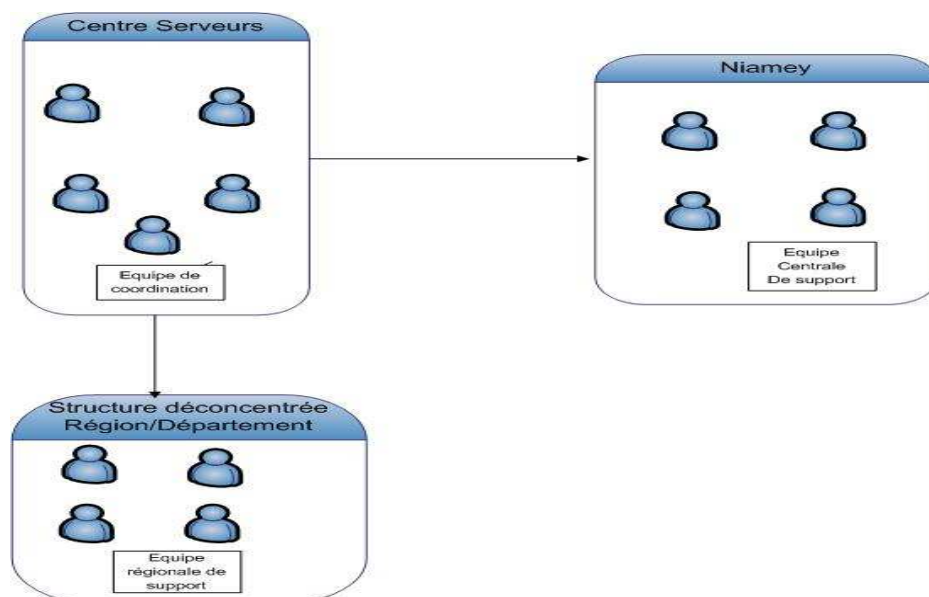 Centre Serveurs
Equipe de
coordination
Niamey
Equipe
Centrale
De support
Structure déconcentrée
Région/Département
Equipe
régionale de
support